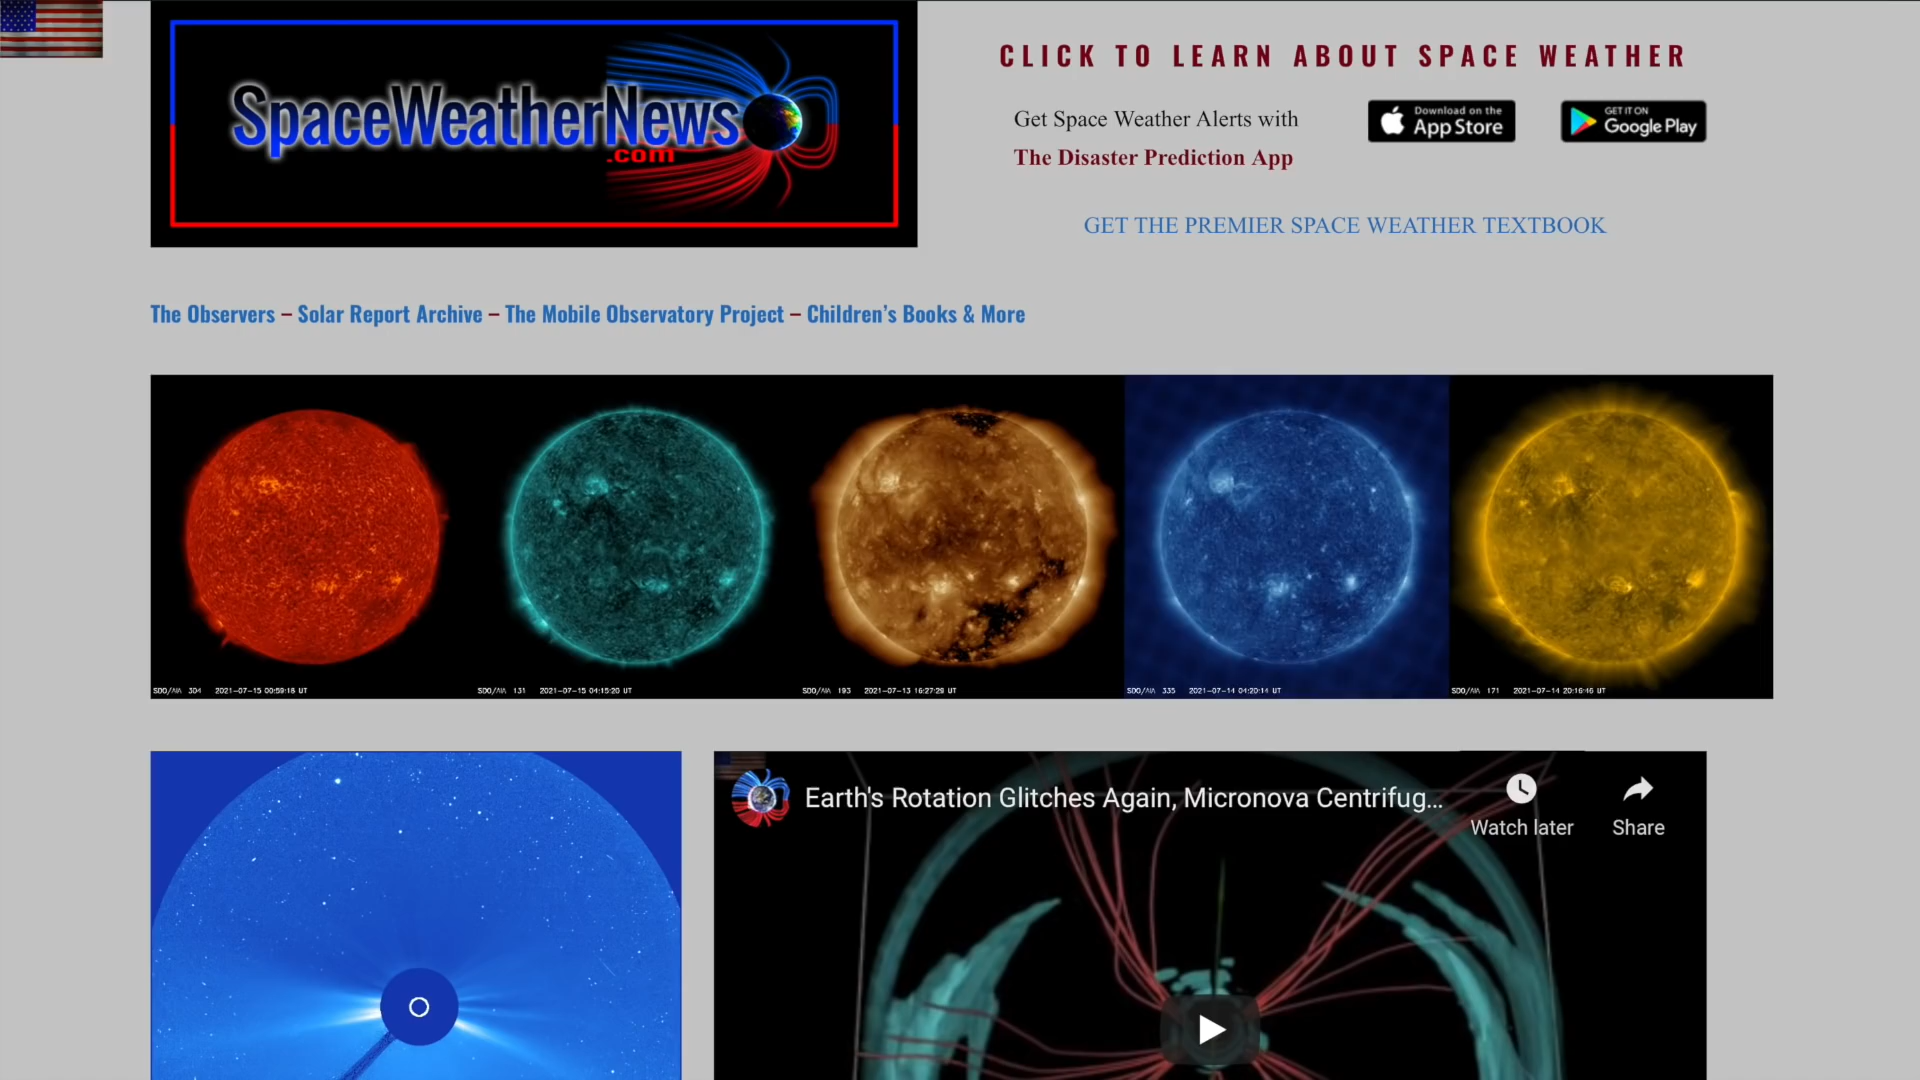 SpaceWeatherNews
.com
CLICK TO LEARN ABOUT SPACE WEATHER
Get Space Weather Alerts with
The Disaster Prediction App
Download on the
App Store
GET IT ON
Google Play
GET THE PREMIER SPACE WEATHER TEXTBOOK
The Observers – Solar Report Archive – The Mobile Observatory Project – Children’s Books & More
SDO/AIA 304 2021-07-15 00:59:18 UT
SDO/AIA 131 2021-07-15 04:15:20 UT
SDO/AIA 193 2021-07-13 16:27:29 UT
SDO/AIA 335 2021-07-14 04:20:14 UT
SDO/AIA 171 2021-07-14 20:16:46 UT
Earth's Rotation Glitches Again, Micronova Centrifug...
Watch later
Share